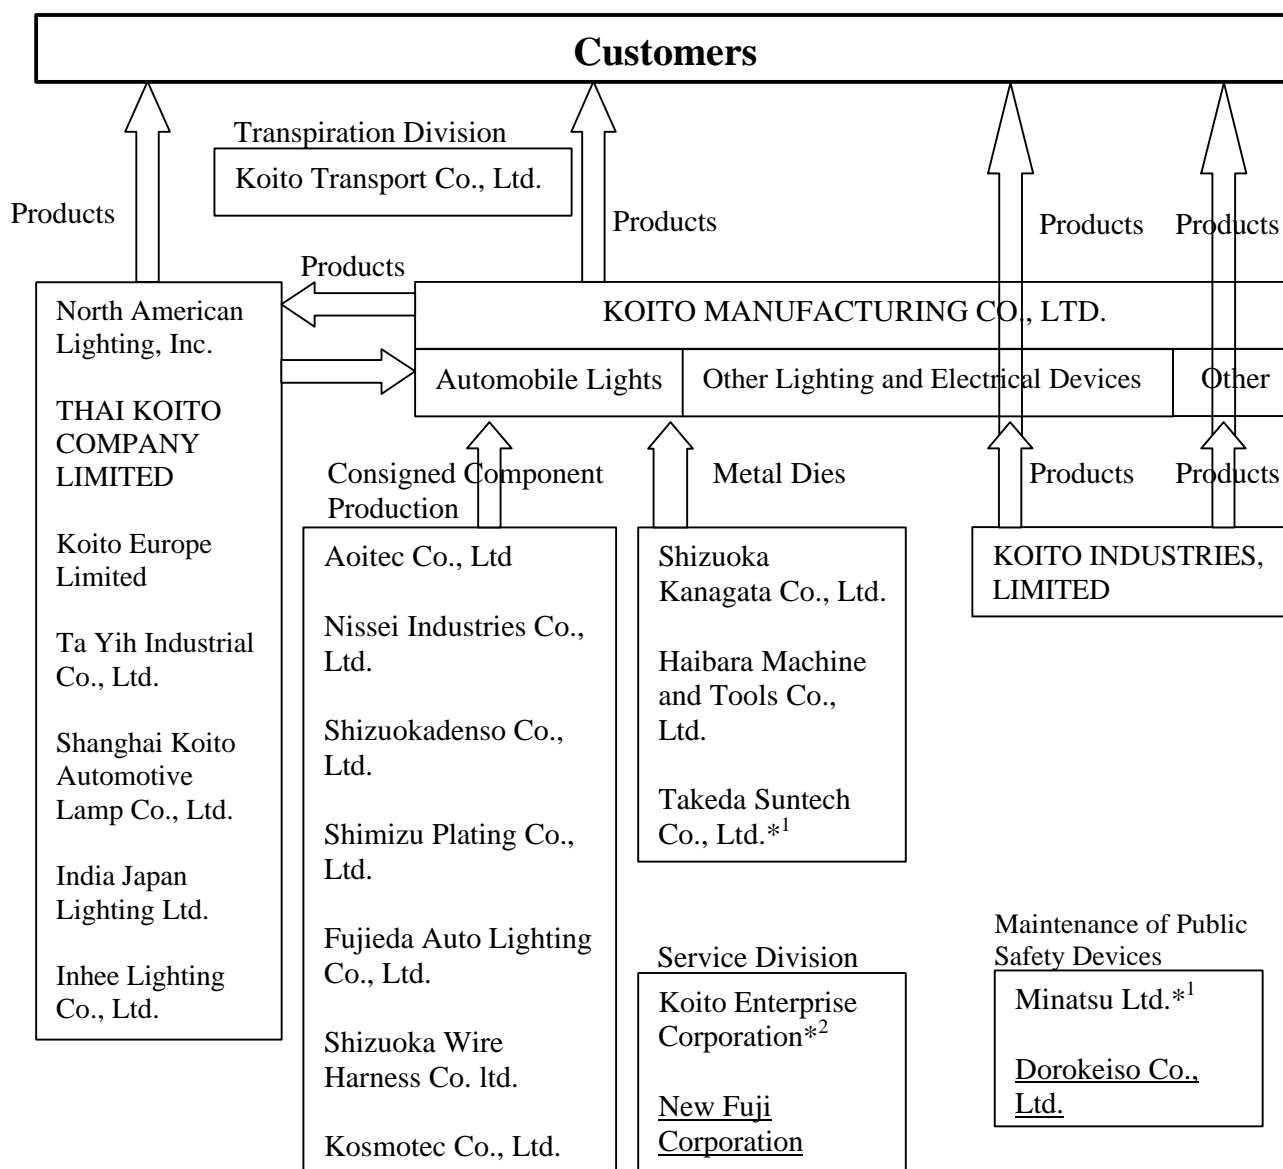 Customers
Transpiration Division
Koito Transport Co., Ltd.
Products
Products
Products
Products
Products
North American
Lighting, Inc.
THAI KOITO
COMPANY
LIMITED
Koito Europe
Limited
Ta Yih Industrial
Co., Ltd.
Shanghai Koito
Automotive
Lamp Co., Ltd.
India Japan
Lighting Ltd.
Inhee Lighting
Co., Ltd.
KOITO MANUFACTURING CO., LTD.
Automobile Lights
Other Lighting and Electrical Devices
Other
Consigned Component
Production
Metal Dies
Products
Products
Aoitec Co., Ltd
Nissei Industries Co.,
Ltd.
Shizuokadenso Co.,
Ltd.
Shimizu Plating Co.,
Ltd.
Fujieda Auto Lighting
Co., Ltd.
Shizuoka Wire
Harness Co. ltd.
Kosmotec Co., Ltd.
Shizuoka
Kanagata Co., Ltd.
Haibara Machine
and Tools Co.,
Ltd.
Takeda Suntech
Co., Ltd.*1
KOITO INDUSTRIES,
LIMITED
Service Division
Koito Enterprise
Corporation*2
New Fuji
Corporation
Maintenance of Public
Safety Devices
Minatsu Ltd.*1
Dorokeiso Co.,
Ltd.